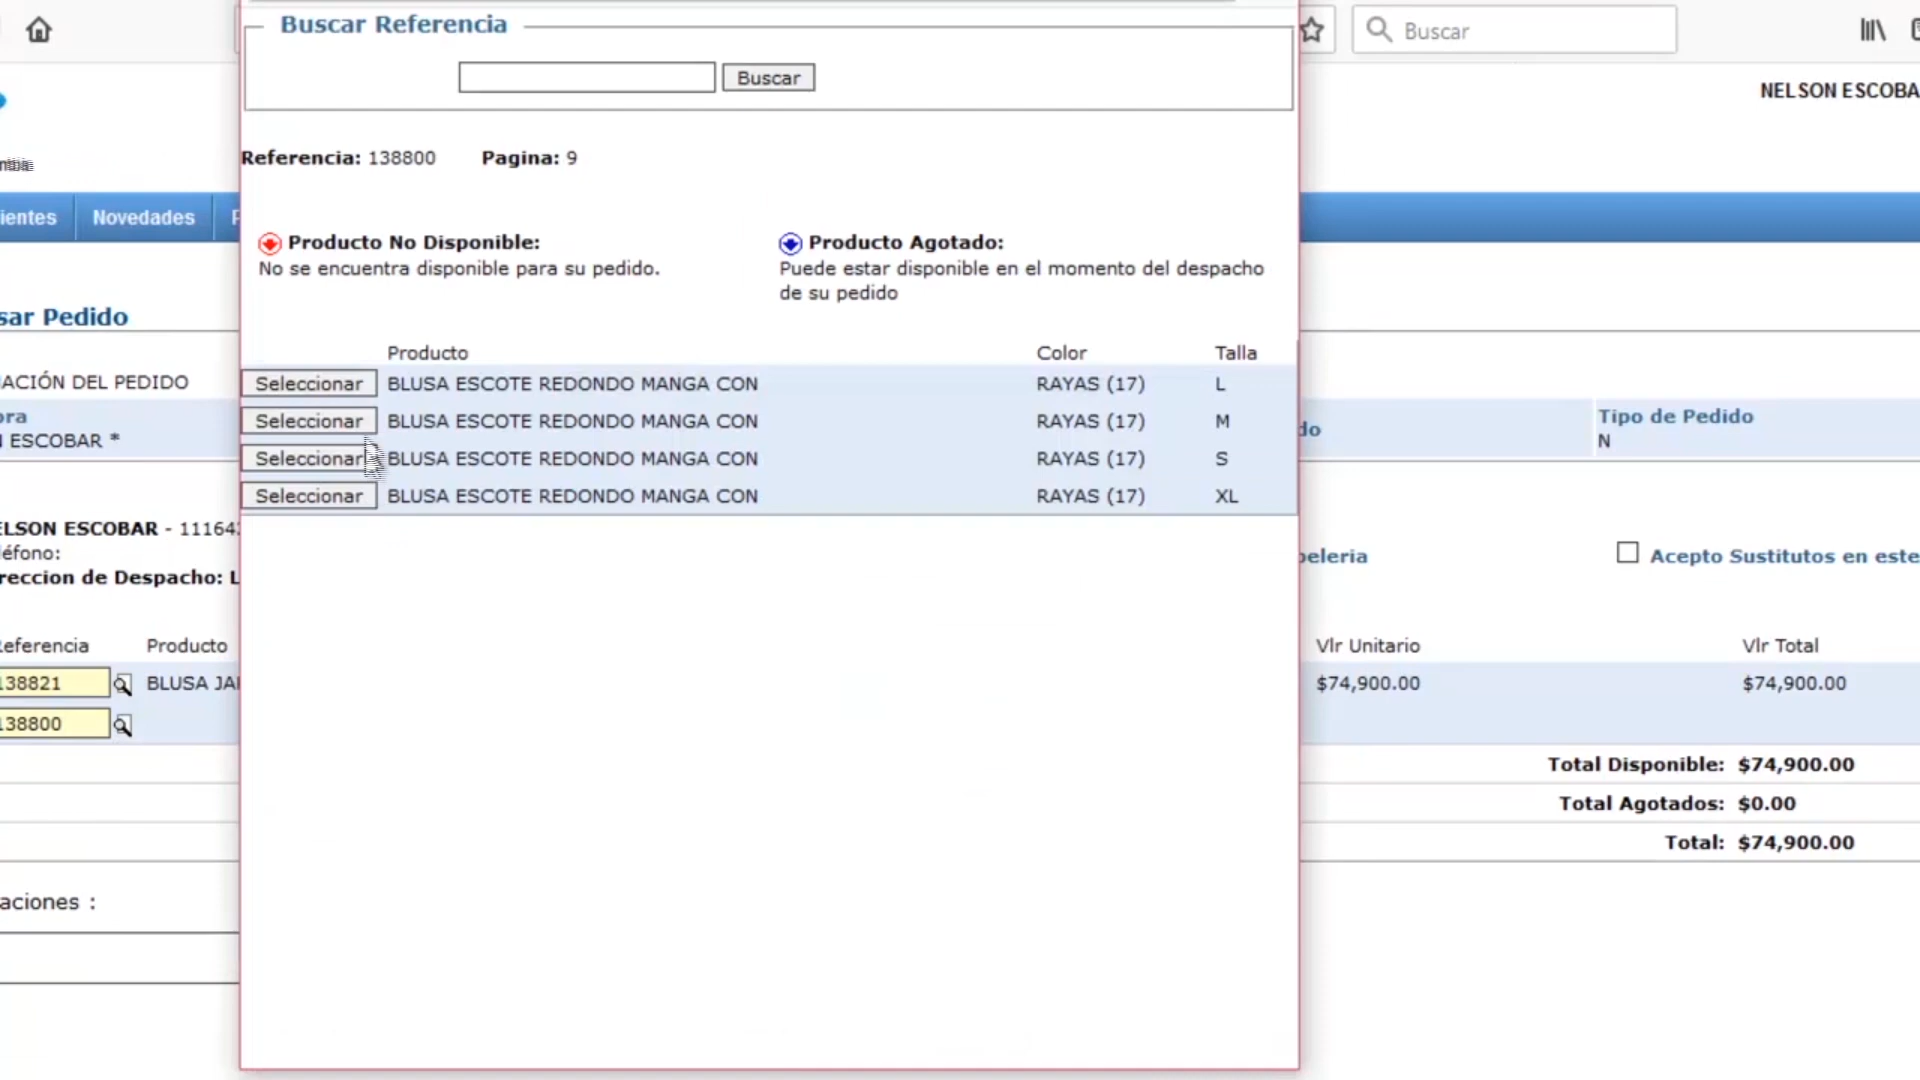 Buscar Referencia
Buscar
Buscar
NELSON ESCOBA
Referencia: 138800 Pagina: 9
ientes Novedades
Producto No Disponible:
No se encuentra disponible para su pedido.
Producto Agotado:
Puede estar disponible en el momento del despacho
de su pedido
sar Pedido
Producto Color Talla
ACIÓN DEL PEDIDO
Seleccionar BLUSA ESCOTE REDONDO MANGA CON RAYAS (17) L
Seleccionar BLUSA ESCOTE REDONDO MANGA CON RAYAS (17) M
Seleccionar BLUSA ESCOTE REDONDO MANGA CON RAYAS (17) S
Seleccionar BLUSA ESCOTE REDONDO MANGA CON RAYAS (17) XL
ora
ESCOBAR *
do
Tipo de Pedido
N
ELSON ESCOBAR - 11164
léfono:
reccion de Despacho: L
peleria
Acepto Sustitutos en este
eferencia Producto Vlr Unitario Vlr Total
138821 BLUSA JA $74,900.00 $74,900.00
138800
Total Disponible: $74,900.00
Total Agotados: $0.00
Total: $74,900.00
aciones :